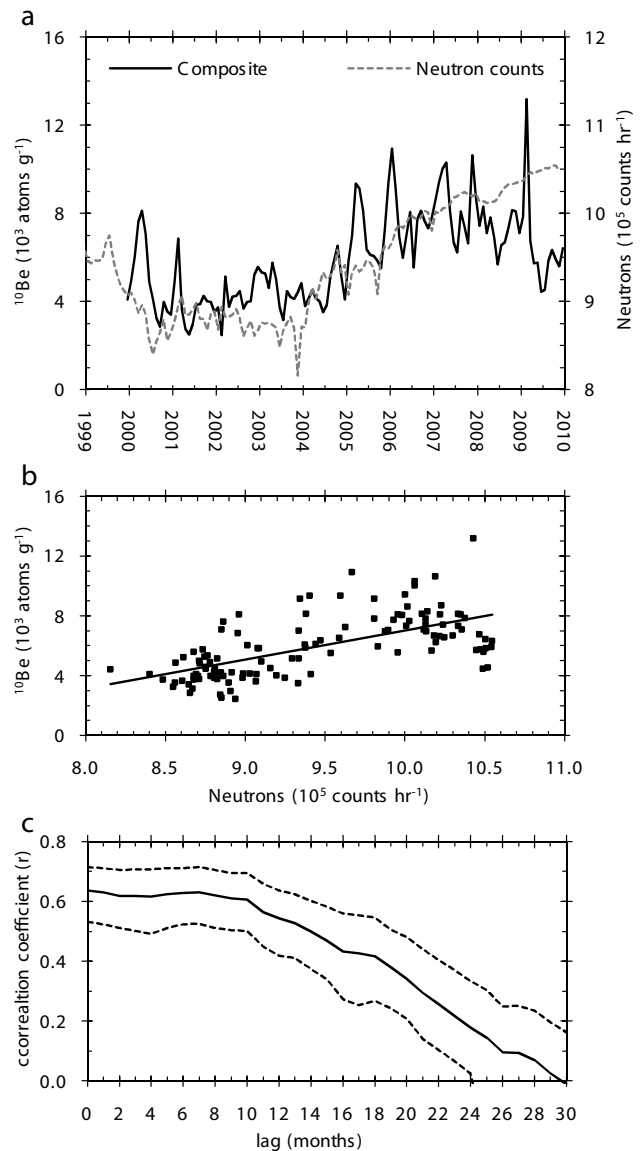 a
16
12
8
4
0
¹⁰Be (10³ atoms g⁻¹)
Composite
Neutron counts
12
11
10
9
8
Neutrons (10⁵ counts hr⁻¹)
1999 2000 2001 2002 2003 2004 2005 2006 2007 2008 2009 2010
b
16
12
8
4
0
¹⁰Be (10³ atoms g⁻¹)
8.0 8.5 9.0 9.5 10.0 10.5 11.0
Neutrons (10⁵ counts hr⁻¹)
c
0.8
0.6
0.4
0.2
0.0
ccorrealtion coefficient (r)
0 2 4 6 8 10 12 14 16 18 20 22 24 26 28 30
lag (months)